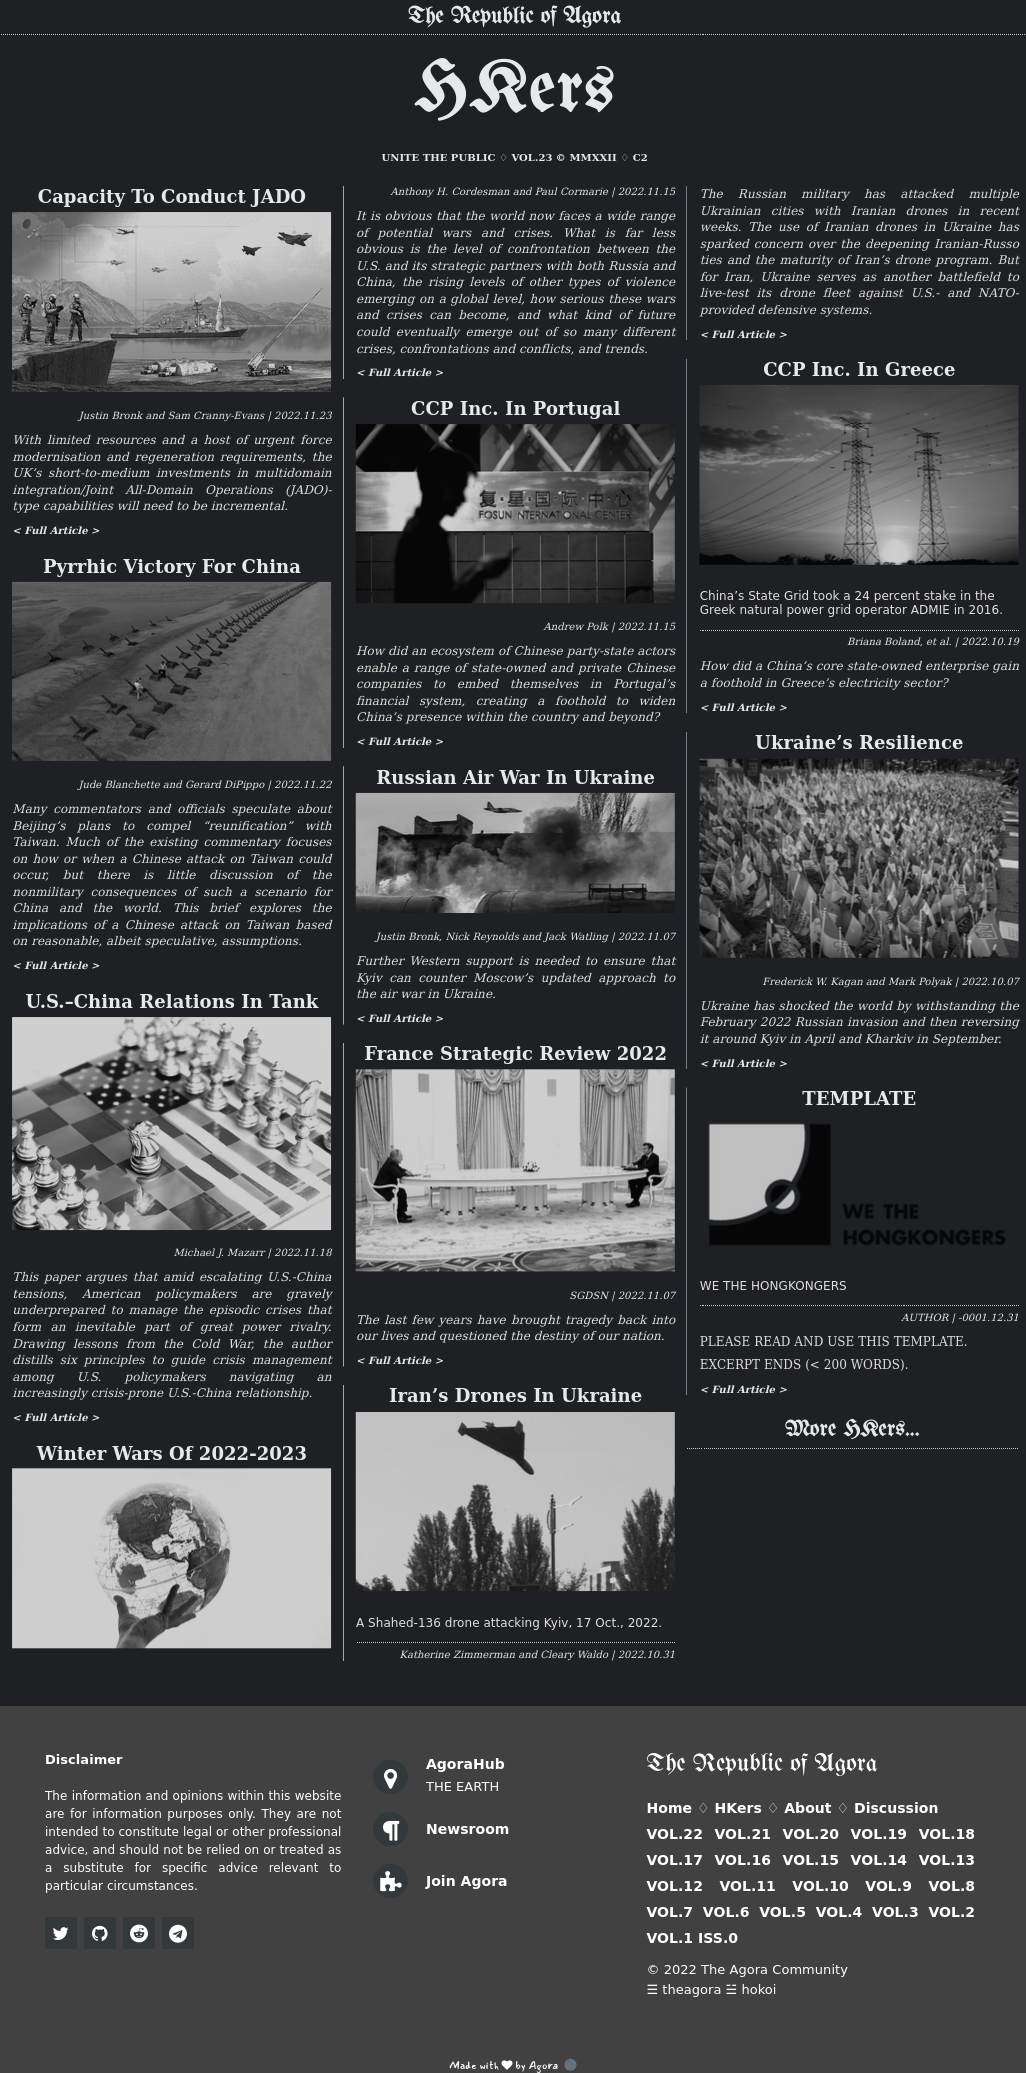 The Republic of Agora
HKers
UNITE THE PUBLIC ♢ VOL.23 © MMXXII ♢ C2
Capacity To Conduct JADO
Justin Bronk and Sam Cranny-Evans | 2022.11.23
With limited resources and a host of urgent force
modernisation and regeneration requirements, the
UK’s short-to-medium investments in multidomain
integration/Joint All-Domain Operations (JADO)-
type capabilities will need to be incremental.
< Full Article >
Pyrrhic Victory For China
Jude Blanchette and Gerard DiPippo | 2022.11.22
Many commentators and officials speculate about
Beijing’s plans to compel “reunification” with
Taiwan. Much of the existing commentary focuses
on how or when a Chinese attack on Taiwan could
occur, but there is little discussion of the
nonmilitary consequences of such a scenario for
China and the world. This brief explores the
implications of a Chinese attack on Taiwan based
on reasonable, albeit speculative, assumptions.
< Full Article >
U.S.–China Relations In Tank
Michael J. Mazarr | 2022.11.18
This paper argues that amid escalating U.S.-China
tensions, American policymakers are gravely
underprepared to manage the episodic crises that
form an inevitable part of great power rivalry.
Drawing lessons from the Cold War, the author
distills six principles to guide crisis management
among U.S. policymakers navigating an
increasingly crisis-prone U.S.-China relationship.
< Full Article >
Winter Wars Of 2022-2023
Anthony H. Cordesman and Paul Cormarie | 2022.11.15
It is obvious that the world now faces a wide range
of potential wars and crises. What is far less
obvious is the level of confrontation between the
U.S. and its strategic partners with both Russia and
China, the rising levels of other types of violence
emerging on a global level, how serious these wars
and crises can become, and what kind of future
could eventually emerge out of so many different
crises, confrontations and conflicts, and trends.
< Full Article >
CCP Inc. In Portugal
复·星·国·际·中·心
FOSUN INTERNATIONAL CENTER
Andrew Polk | 2022.11.15
How did an ecosystem of Chinese party-state actors
enable a range of state-owned and private Chinese
companies to embed themselves in Portugal’s
financial system, creating a foothold to widen
China’s presence within the country and beyond?
< Full Article >
Russian Air War In Ukraine
Justin Bronk, Nick Reynolds and Jack Watling | 2022.11.07
Further Western support is needed to ensure that
Kyiv can counter Moscow’s updated approach to
the air war in Ukraine.
< Full Article >
France Strategic Review 2022
SGDSN | 2022.11.07
The last few years have brought tragedy back into
our lives and questioned the destiny of our nation.
< Full Article >
Iran’s Drones In Ukraine
A Shahed-136 drone attacking Kyiv, 17 Oct., 2022.
Katherine Zimmerman and Cleary Waldo | 2022.10.31
The Russian military has attacked multiple
Ukrainian cities with Iranian drones in recent
weeks. The use of Iranian drones in Ukraine has
sparked concern over the deepening Iranian-Russo
ties and the maturity of Iran’s drone program. But
for Iran, Ukraine serves as another battlefield to
live-test its drone fleet against U.S.- and NATO-
provided defensive systems.
< Full Article >
CCP Inc. In Greece
China’s State Grid took a 24 percent stake in the
Greek natural power grid operator ADMIE in 2016.
Briana Boland, et al. | 2022.10.19
How did a China’s core state-owned enterprise gain
a foothold in Greece’s electricity sector?
< Full Article >
Ukraine’s Resilience
Frederick W. Kagan and Mark Polyak | 2022.10.07
Ukraine has shocked the world by withstanding the
February 2022 Russian invasion and then reversing
it around Kyiv in April and Kharkiv in September.
< Full Article >
TEMPLATE
WE THE
HONGKONGERS
WE THE HONGKONGERS
AUTHOR | -0001.12.31
PLEASE READ AND USE THIS TEMPLATE.
EXCERPT ENDS (< 200 WORDS).
< Full Article >
More HKers...
Disclaimer
The information and opinions within this website
are for information purposes only. They are not
intended to constitute legal or other professional
advice, and should not be relied on or treated as
a substitute for specific advice relevant to
particular circumstances.
AgoraHub
THE EARTH
Newsroom
Join Agora
The Republic of Agora
Home ♢ HKers ♢ About ♢ Discussion
VOL.22 VOL.21 VOL.20 VOL.19 VOL.18
VOL.17 VOL.16 VOL.15 VOL.14 VOL.13
VOL.12 VOL.11 VOL.10 VOL.9 VOL.8
VOL.7 VOL.6 VOL.5 VOL.4 VOL.3 VOL.2
VOL.1 ISS.0
© 2022 The Agora Community
☰ theagora ☱ hokoi
Made with ♥ by Agora